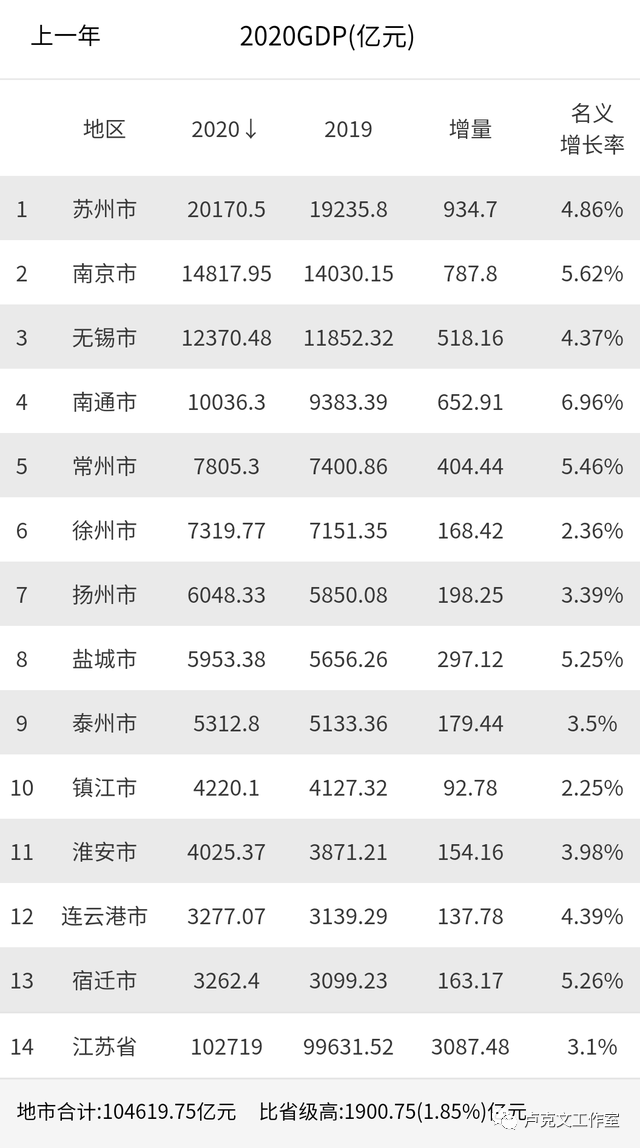 上一年 2020GDP(亿元)
地区 2020↓ 2019 增量 名义
增长率
1 苏州市 20170.5 19235.8 934.7 4.86%
2 南京市 14817.95 14030.15 787.8 5.62%
3 无锡市 12370.48 11852.32 518.16 4.37%
4 南通市 10036.3 9383.39 652.91 6.96%
5 常州市 7805.3 7400.86 404.44 5.46%
6 徐州市 7319.77 7151.35 168.42 2.36%
7 扬州市 6048.33 5850.08 198.25 3.39%
8 盐城市 5953.38 5656.26 297.12 5.25%
9 泰州市 5312.8 5133.36 179.44 3.5%
10 镇江市 4220.1 4127.32 92.78 2.25%
11 淮安市 4025.37 3871.21 154.16 3.98%
12 连云港市 3277.07 3139.29 137.78 4.39%
13 宿迁市 3262.4 3099.23 163.17 5.26%
14 江苏省 102719 99631.52 3087.48 3.1%
地市合计:104619.75亿元 比省级高:1900.75(1.85%)亿元
卢克文工作室